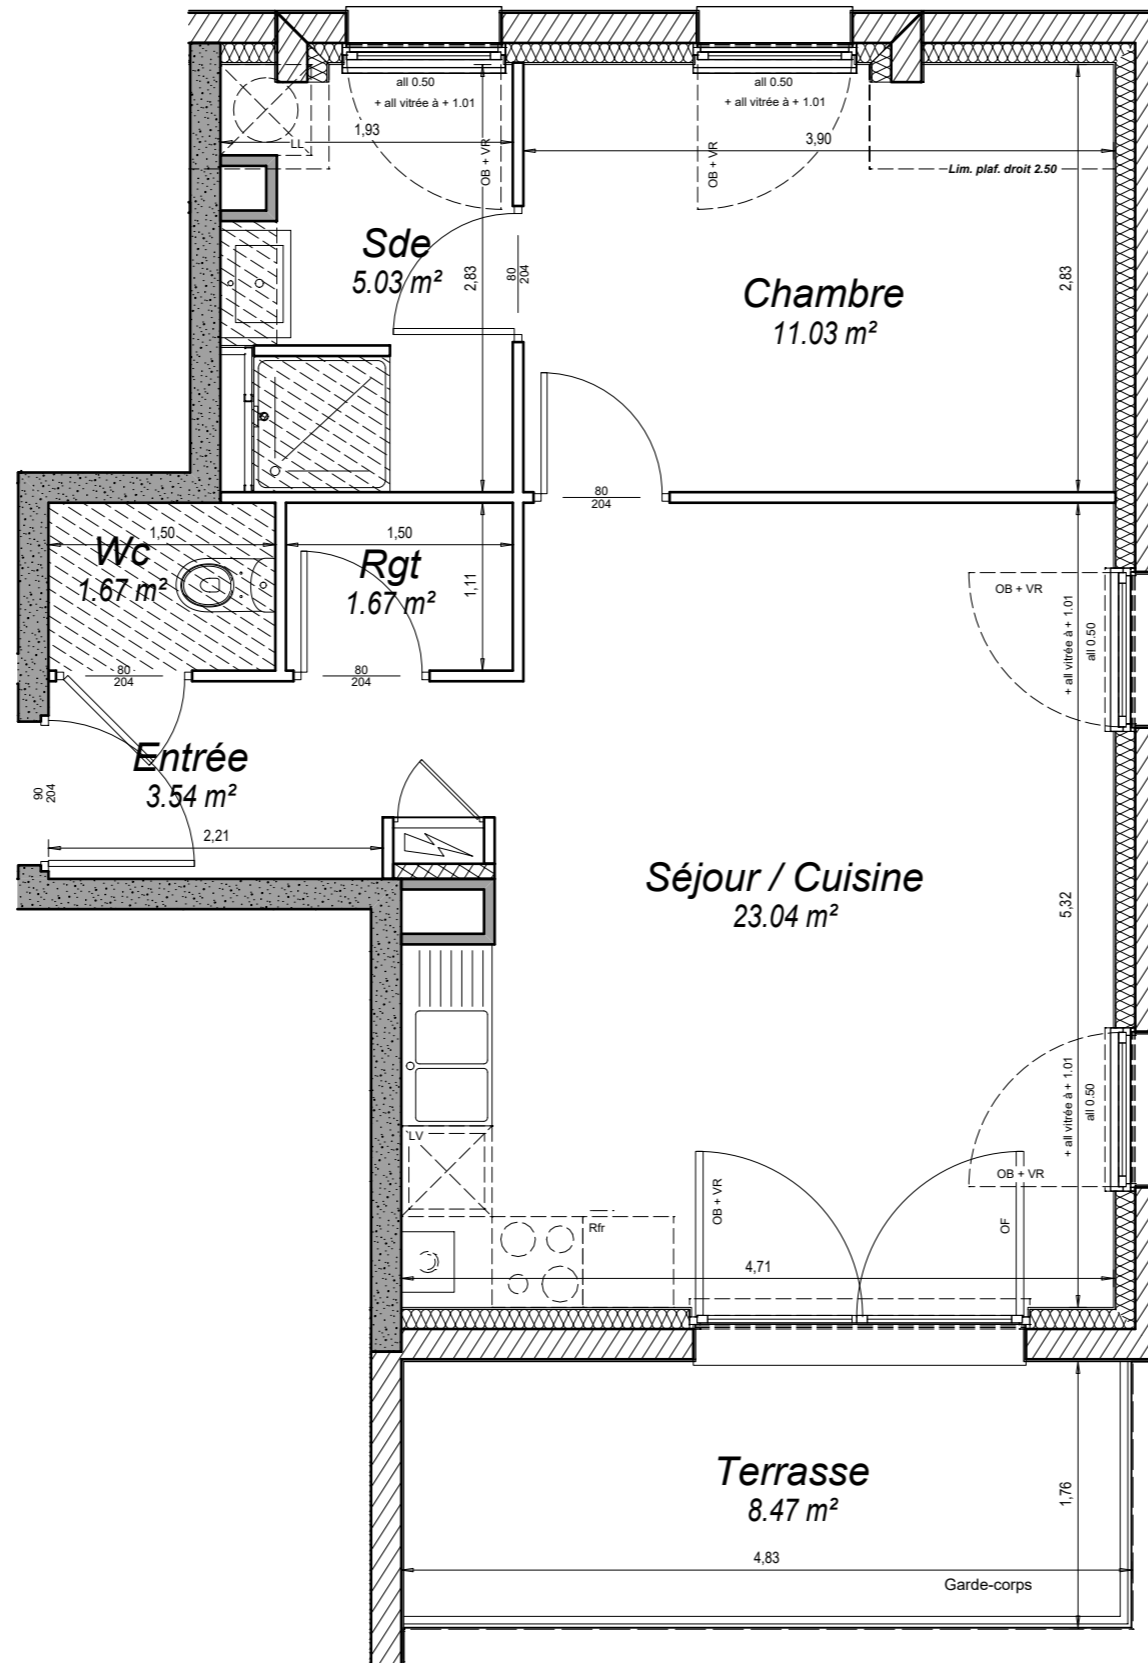 all 0.50
+ all vitrée à + 1.01
all 0.50
+ all vitrée à + 1.01
LL
1,93
OB + VR
OB + VR
3,90
Lim. plaf. droit 2.50
Sde
5.03 m²
2,83
80
204
Chambre
11.03 m²
2,83
80
204
1,50
Wc
1.67 m²
1,50
Rgt
1.67 m²
1,11
OB + VR
+ all vitrée à + 1.01
all 0.50
80
204
80
204
Entrée
3.54 m²
90
204
2,21
Séjour / Cuisine
23.04 m²
5,32
LV
+ all vitrée à + 1.01
all 0.50
OB + VR
OB + VR
OF
Rfr
4,71
Terrasse
8.47 m²
1,76
4,83
Garde-corps